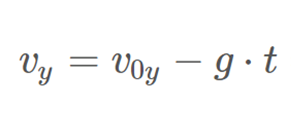 v_y = v_{0y} − g · t